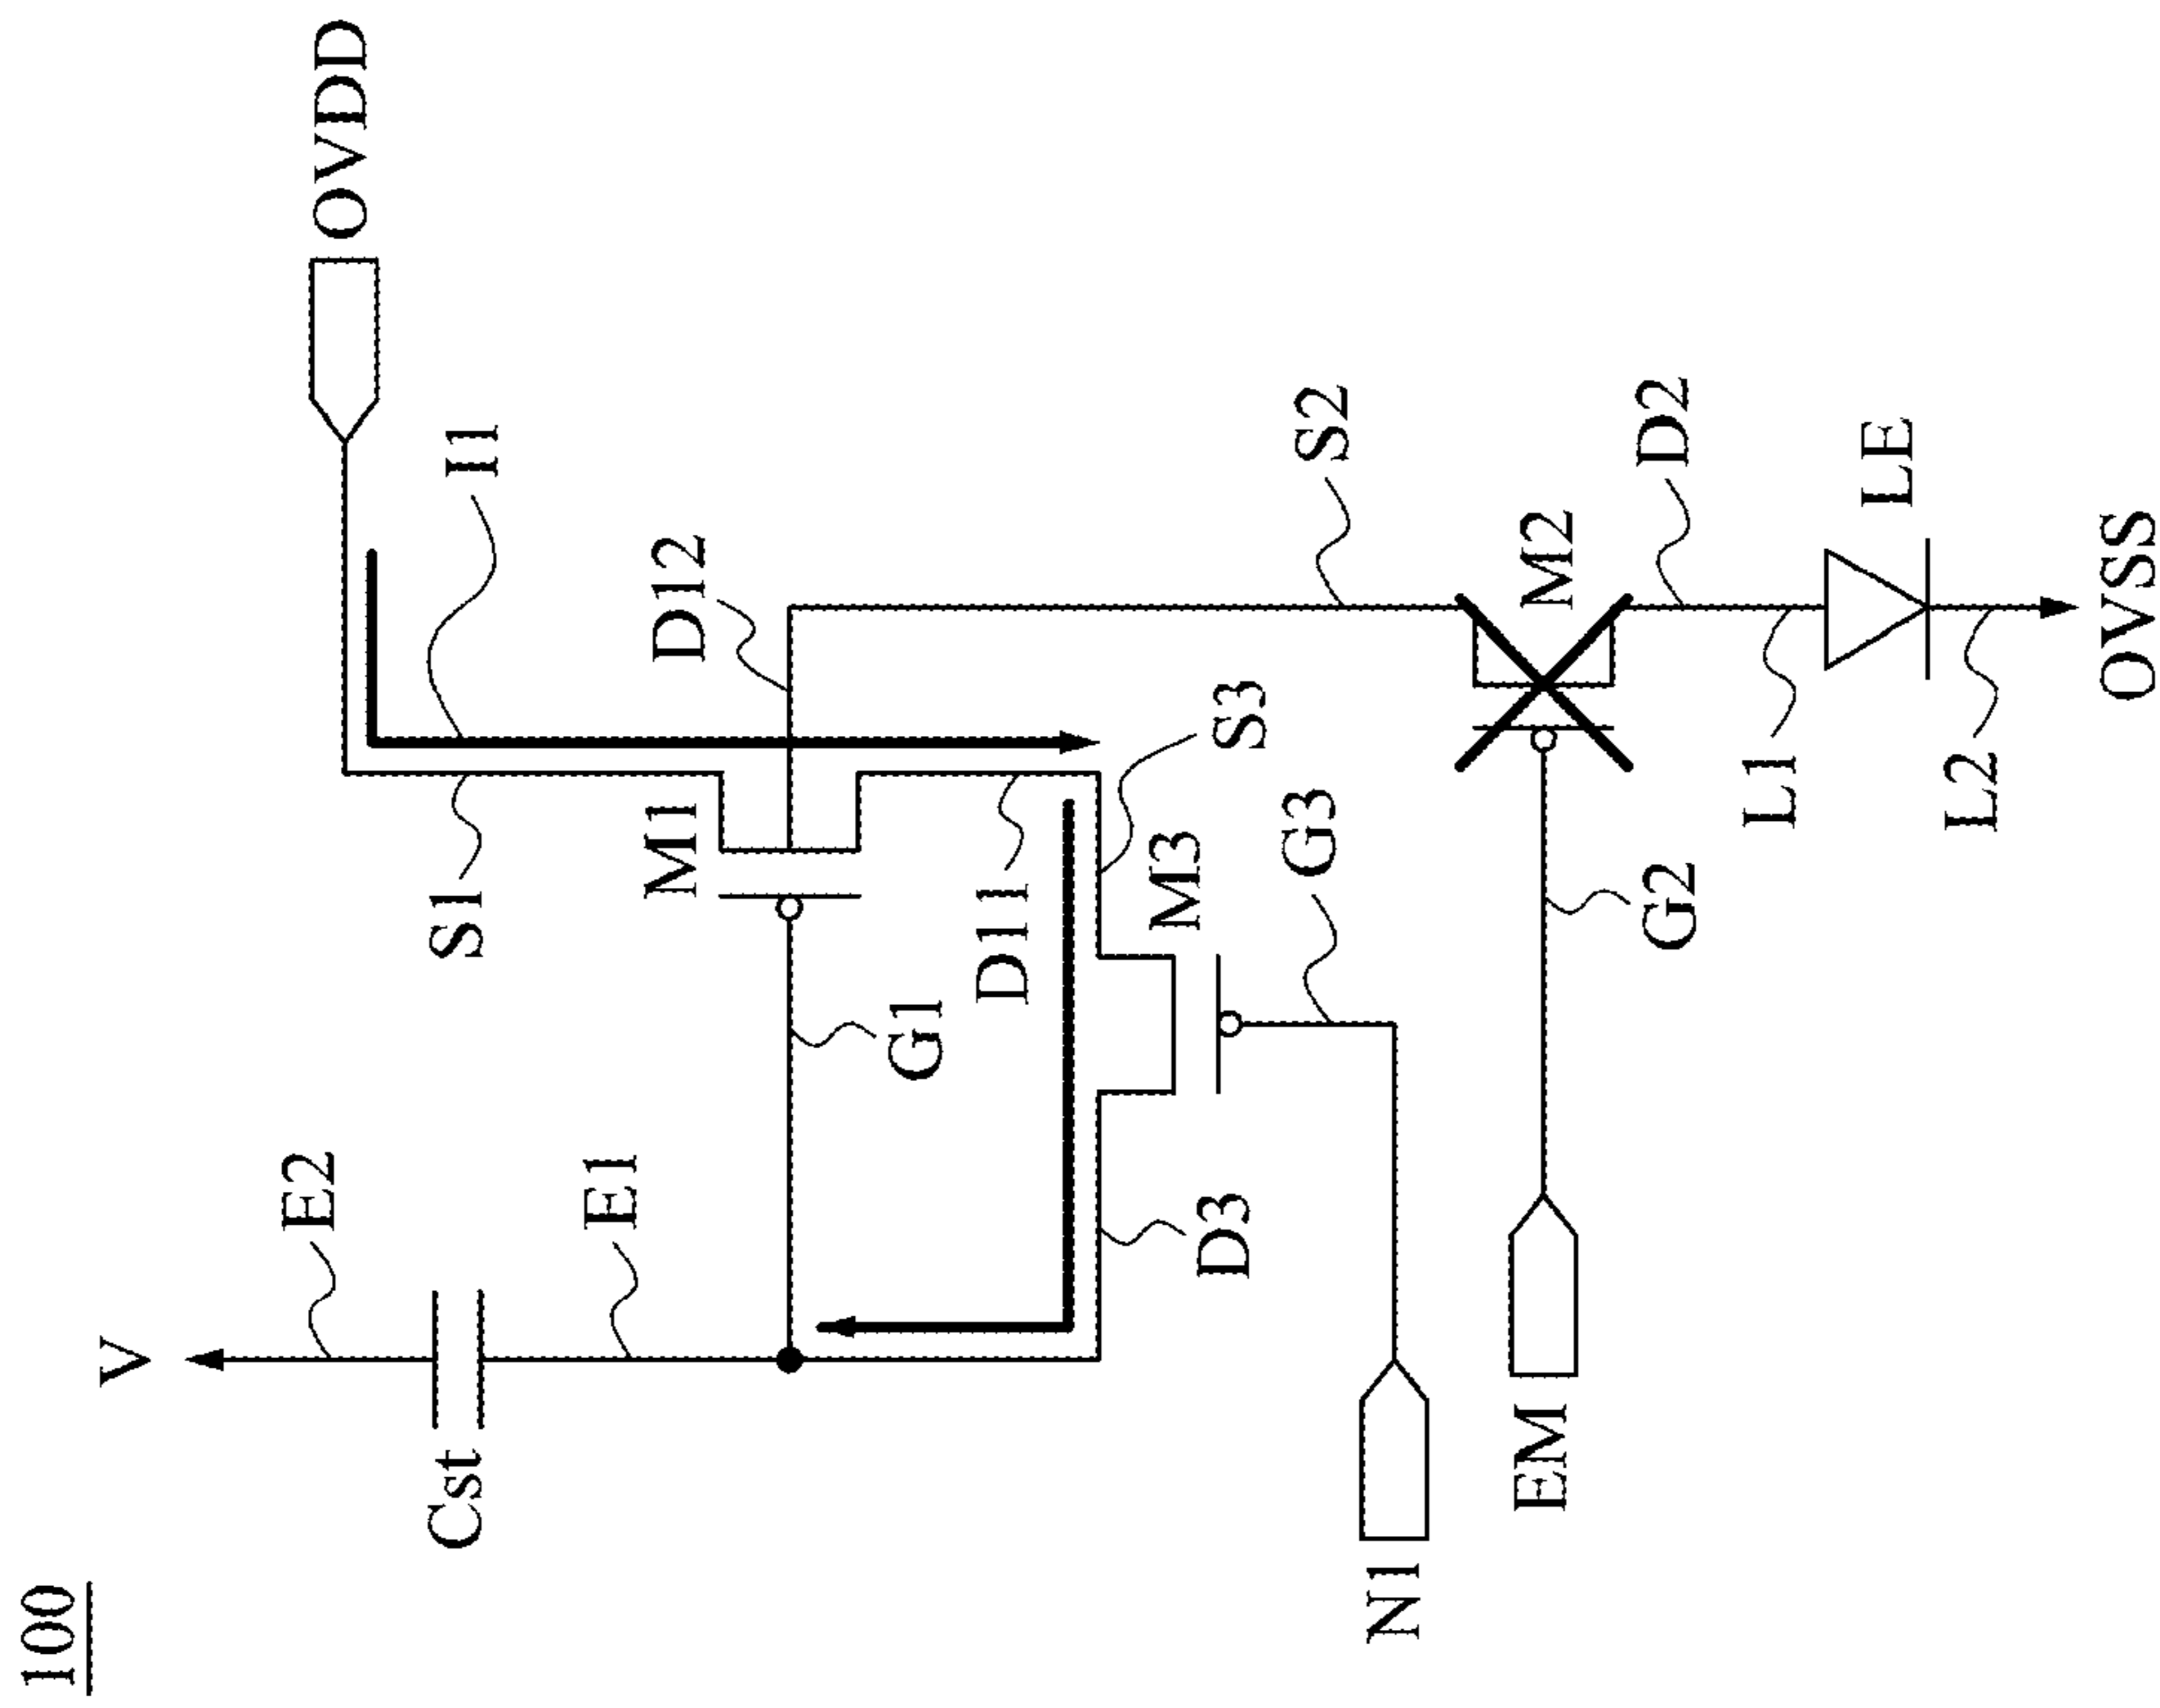 100
V
E2
OVDD
Cst
S1
I1
E1
M1
D12
G1
D11
M3
D3
S3
G3
S2
N1
EM
M2
G2
D2
L1
LE
L2
OVSS